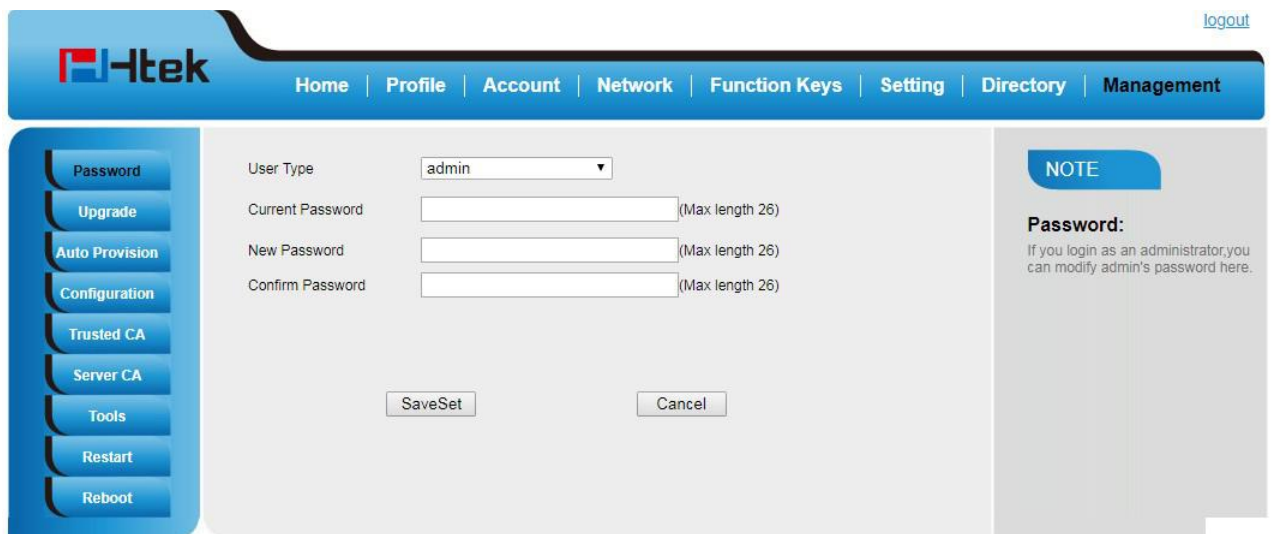 logout
Htek
Home | Profile | Account | Network | Function Keys | Setting | Directory | Management
Password
Upgrade
Auto Provision
Configuration
Trusted CA
Server CA
Tools
Restart
Reboot
User Type admin
Current Password (Max length 26)
New Password (Max length 26)
Confirm Password (Max length 26)
SaveSet Cancel
NOTE
Password:
If you login as an administrator,you
can modify admin's password here.